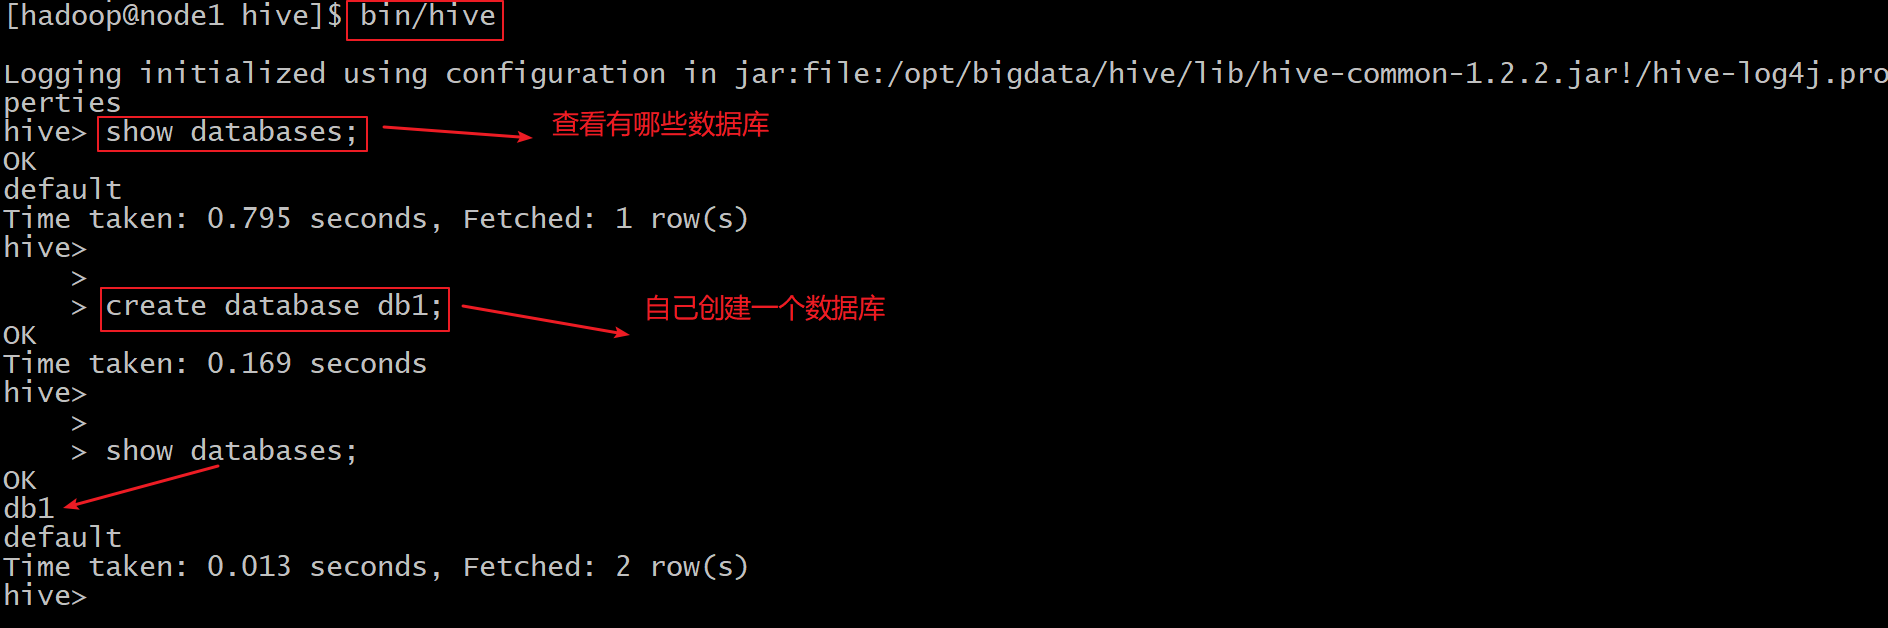 [hadoop@node1 hive]$ bin/hive
Logging initialized using configuration in jar:file:/opt/bigdata/hive/lib/hive-common-1.2.2.jar!/hive-log4j.pro
perties
hive> show databases; 查看有哪些数据库
OK
default
Time taken: 0.795 seconds, Fetched: 1 row(s)
hive>
>
> create database db1; 自己创建一个数据库
OK
Time taken: 0.169 seconds
hive>
>
> show databases;
OK
db1
default
Time taken: 0.013 seconds, Fetched: 2 row(s)
hive>